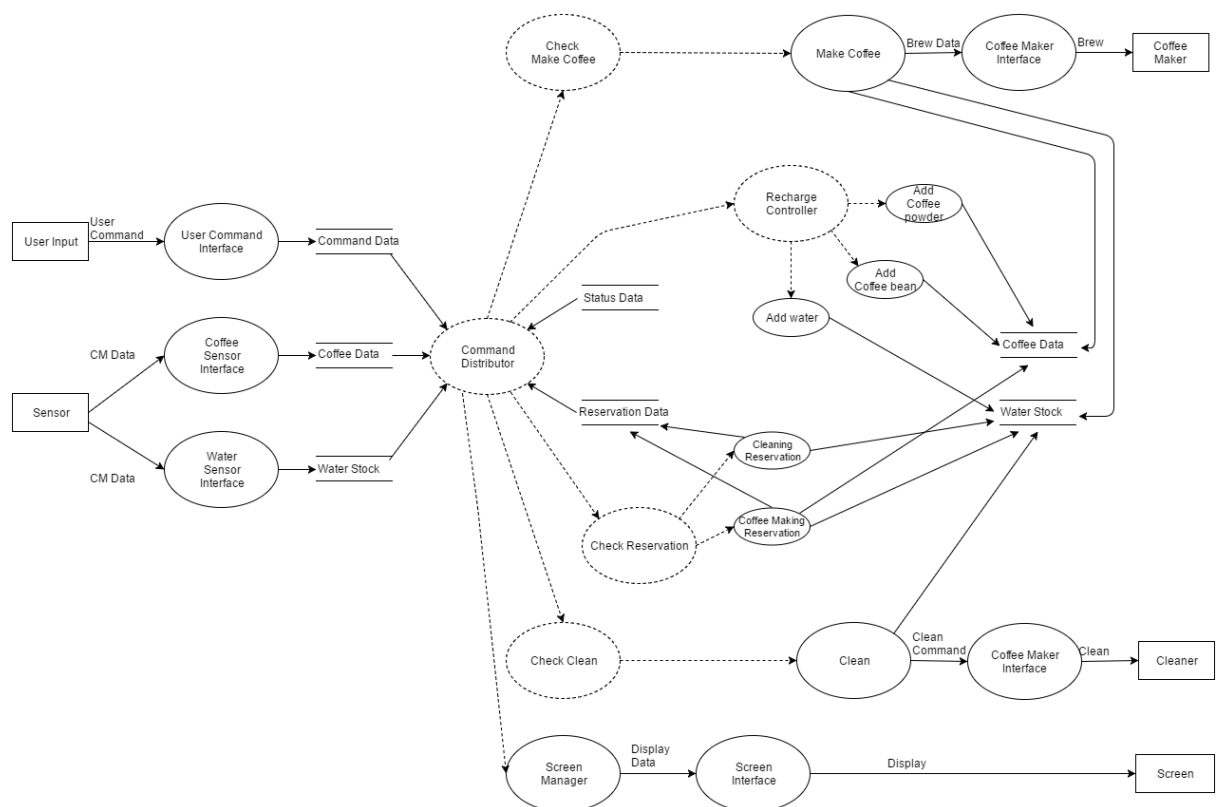 Check
Make Coffee
Make Coffee
Brew Data
Coffee Maker
Interface
Brew
Coffee
Maker
Recharge
Controller
Add
Coffee
powder
Add
Coffee bean
Add water
User Input
User
Command
User Command
Interface
Command Data
Status Data
CM Data
Coffee
Sensor
Interface
Coffee Data
Command
Distributor
Coffee Data
Sensor
CM Data
Water
Sensor
Interface
Water Stock
Reservation Data
Water Stock
Cleaning
Reservation
Coffee Making
Reservation
Check Reservation
Check Clean
Clean
Clean
Command
Coffee Maker
Interface
Clean
Cleaner
Screen
Manager
Display
Data
Screen
Interface
Display
Screen